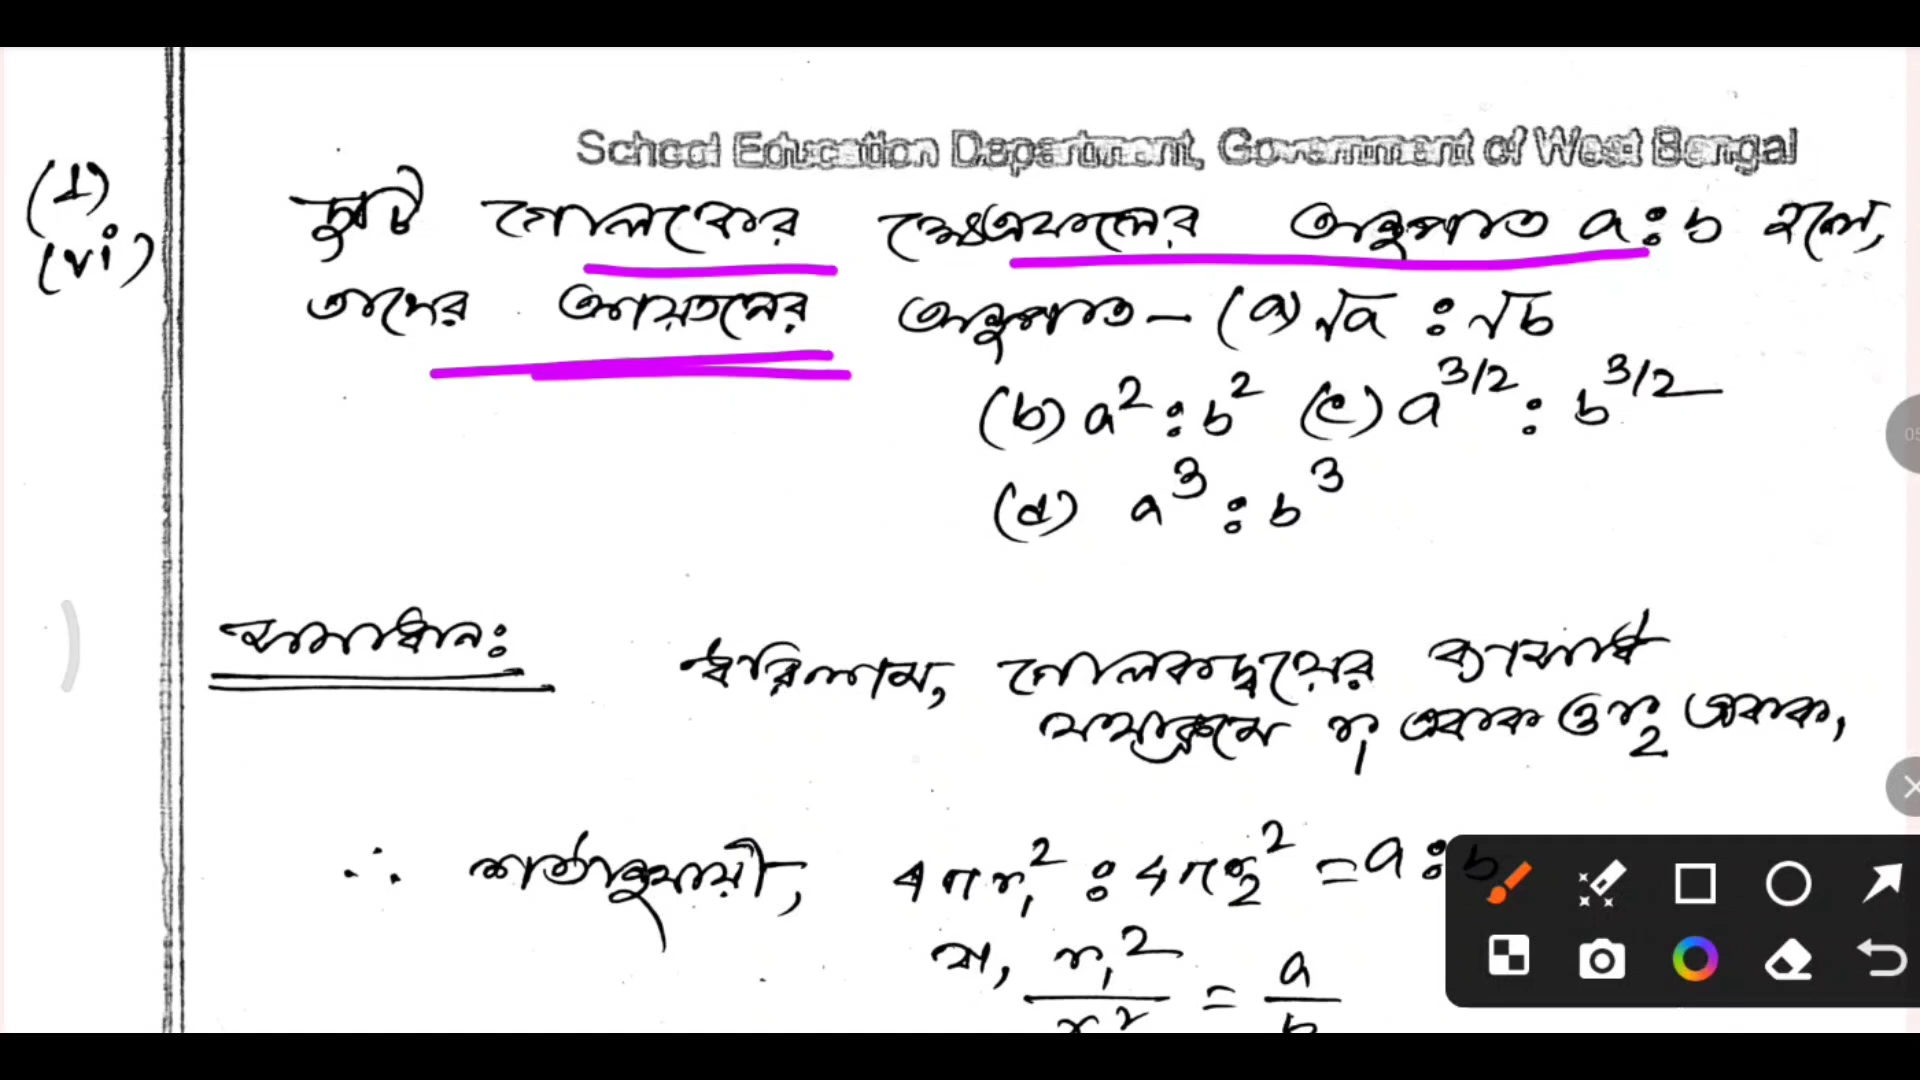 School Education Department, Government of West Bengal
(1) দুটি গোলকের ক্ষেত্রফলের অনুপাত a : b হলে,
(vi) তাদের আয়তনের অনুপাত – (a) √a : √b
(b) a² : b² (c) a^3/2 : b^3/2
(d) a³ : b³
সমাধান: ধরিলাম, গোলকদ্বয়ের ব্যাসার্ধ
যথাক্রমে r₁ একক ও r₂ একক,
∴ শর্তানুযায়ী, 4πr₁² : 4πr₂² = a : b
বা, r₁²/r₂² = a/b